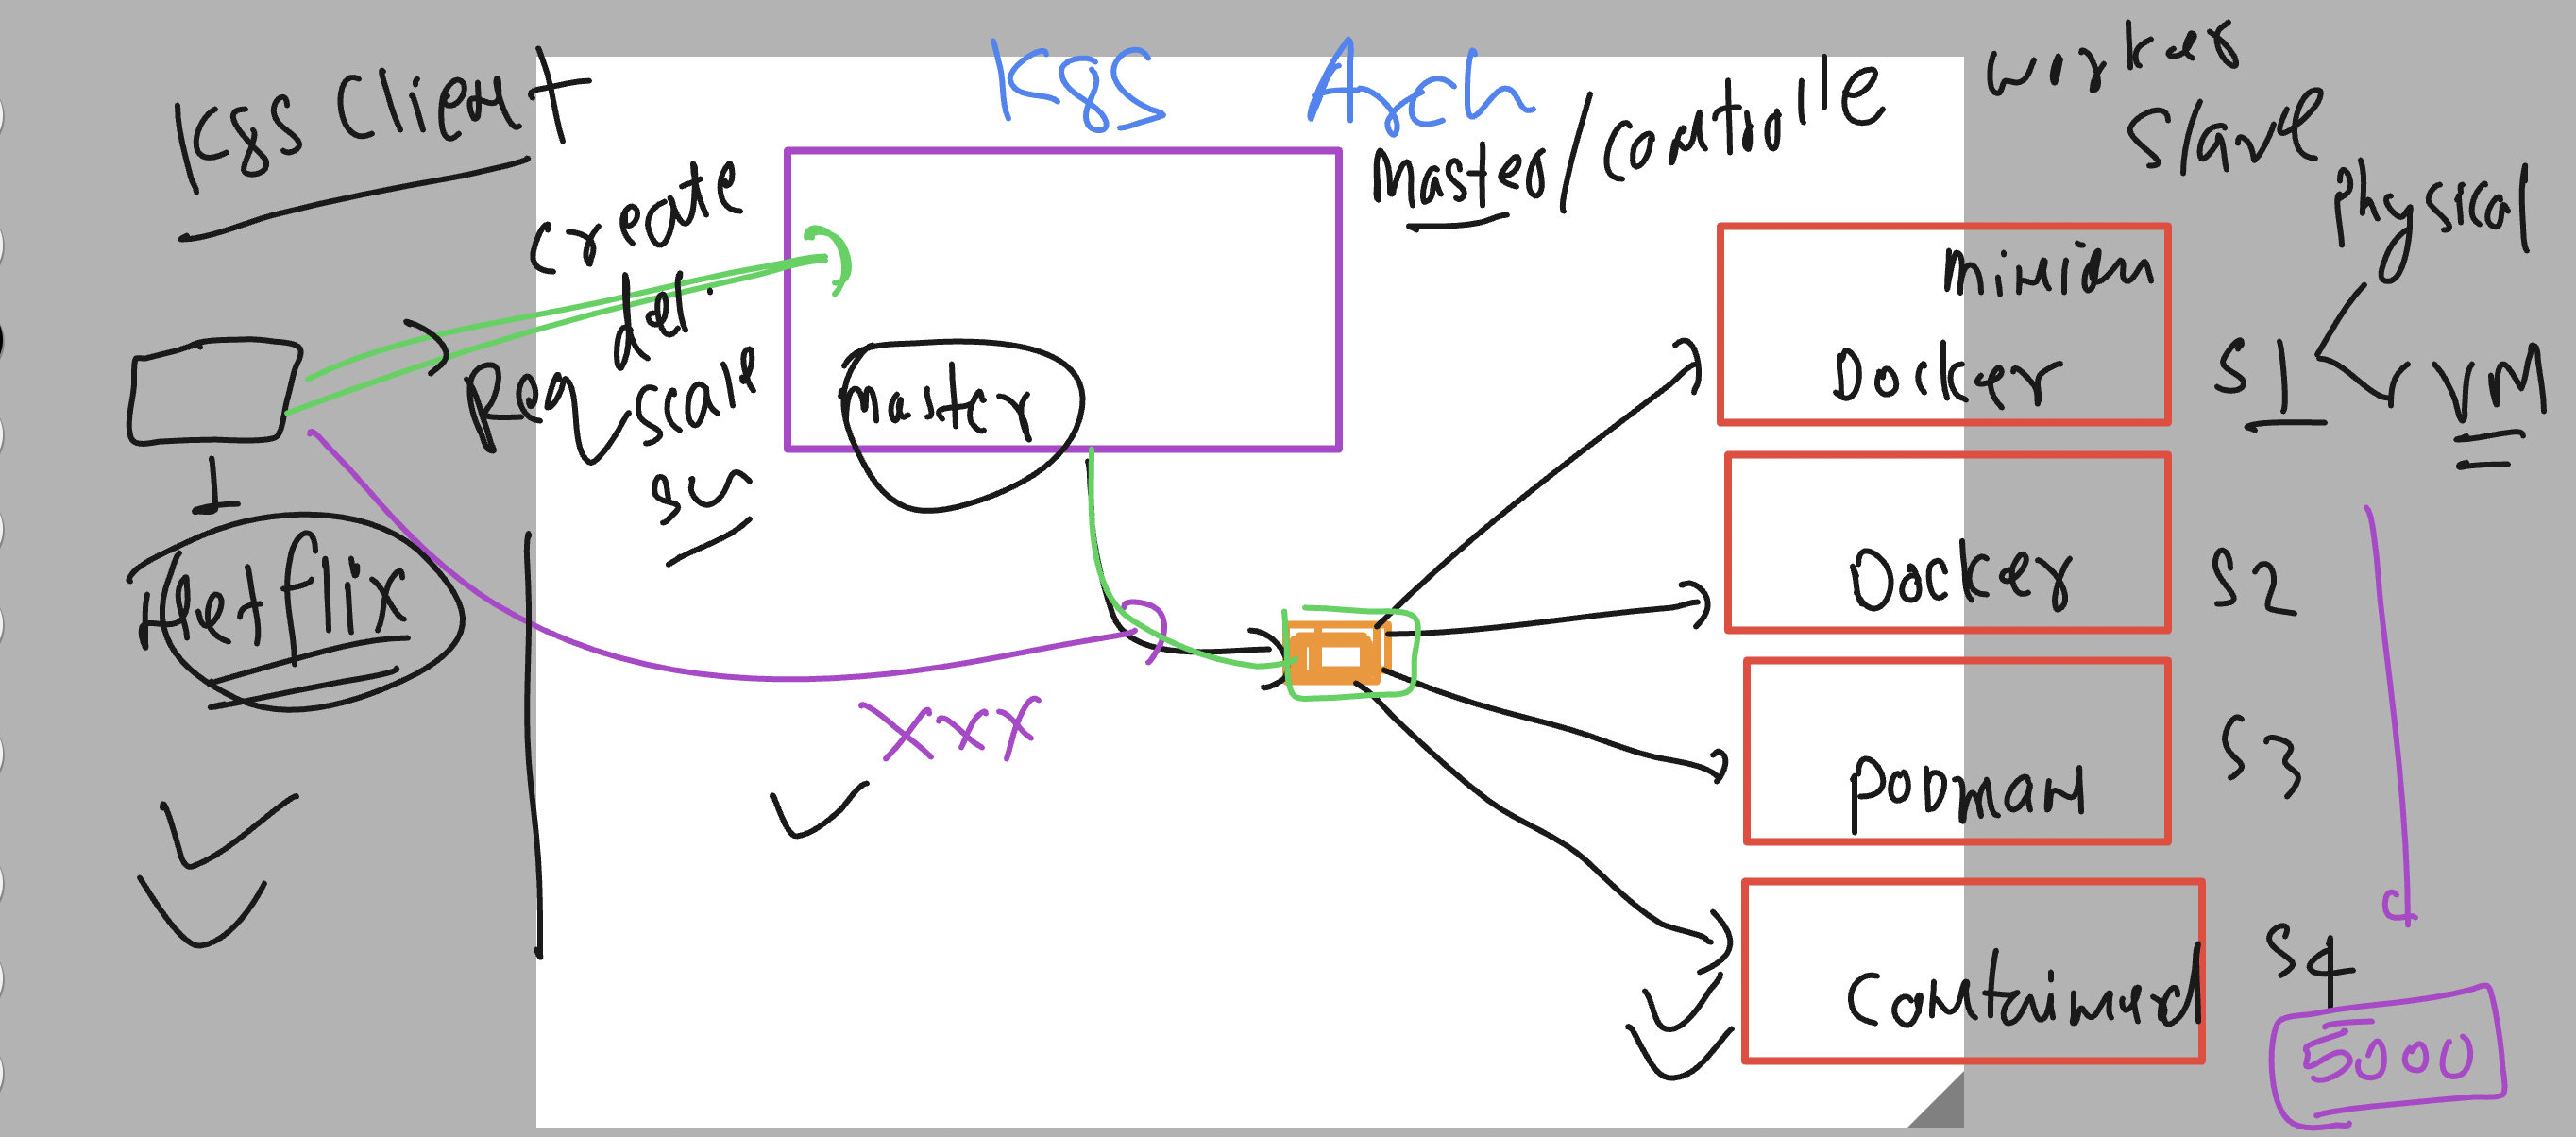 K8S Client
K8S Arch
Master/Controlle
worker
Slave
Physical
VM
create
del.
scale
Req
master
Netflix
xxx
Minion
Docker
S1
Docker
S2
PODMAN
S3
Containerd
S4
5000